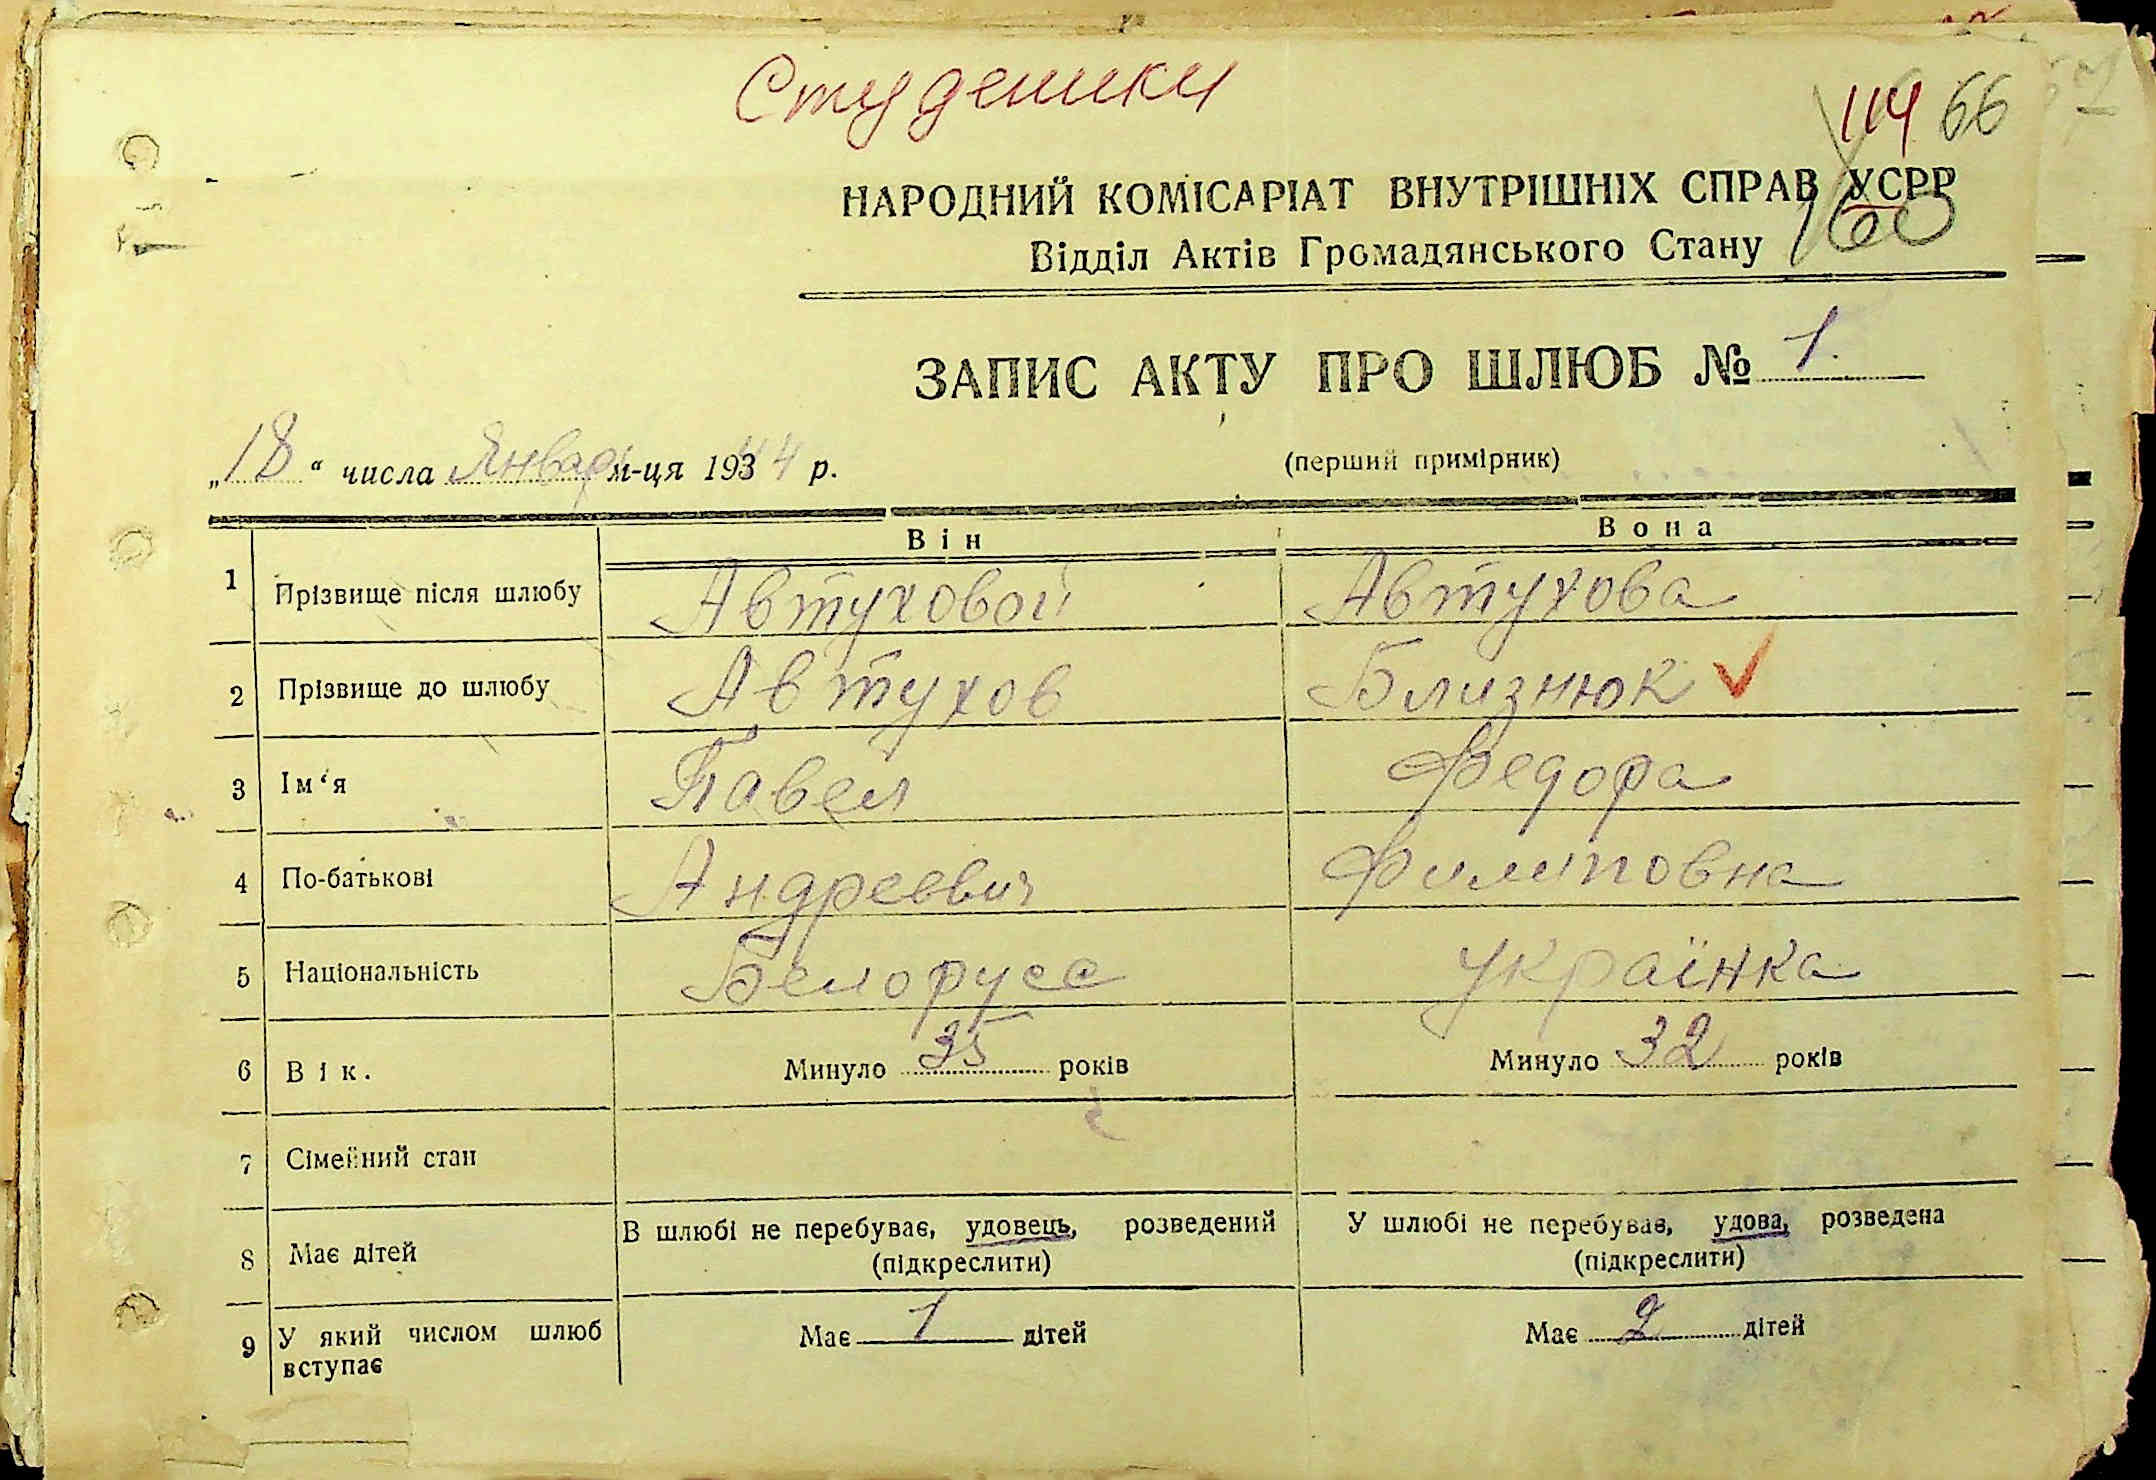 Студеники
114 66
НАРОДНИЙ КОМІСАРІАТ ВНУТРІШНІХ СПРАВ УСРР
Відділ Актів Громадянського Стану 160
ЗАПИС АКТУ ПРО ШЛЮБ № 1.
„18“ числа Январ м-ця 1934 4 р.
(перший примірник)
Він Вона
1 Прізвище після шлюбу Автуховой Автухова
2 Прізвище до шлюбу Автухов Близнюк ✓
3 Ім‘я Павел Федора
4 По-батькові Андреевич Филиповна
5 Національність Белорусс Українка
6 Вік. Минуло 35 років Минуло 32 років
7 Сімейний стан
8 Має дітей В шлюбі не перебуває, удовець, розведений У шлюбі не перебуває, удова, розведена
(підкреслити) (підкреслити)
9 У який числом шлюб Має 1 дітей Має 2 дітей
вступає